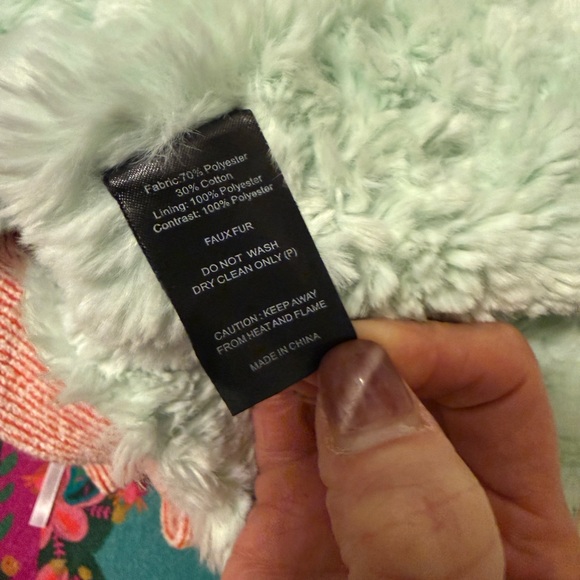 Fabric:70% Polyester
30% Cotton
Lining: 100% Polyester
Contrast: 100% Polyester
FAUX FUR
DO NOT WASH
DRY CLEAN ONLY (P)
CAUTION : KEEP AWAY
FROM HEAT AND FLAME
MADE IN CHINA